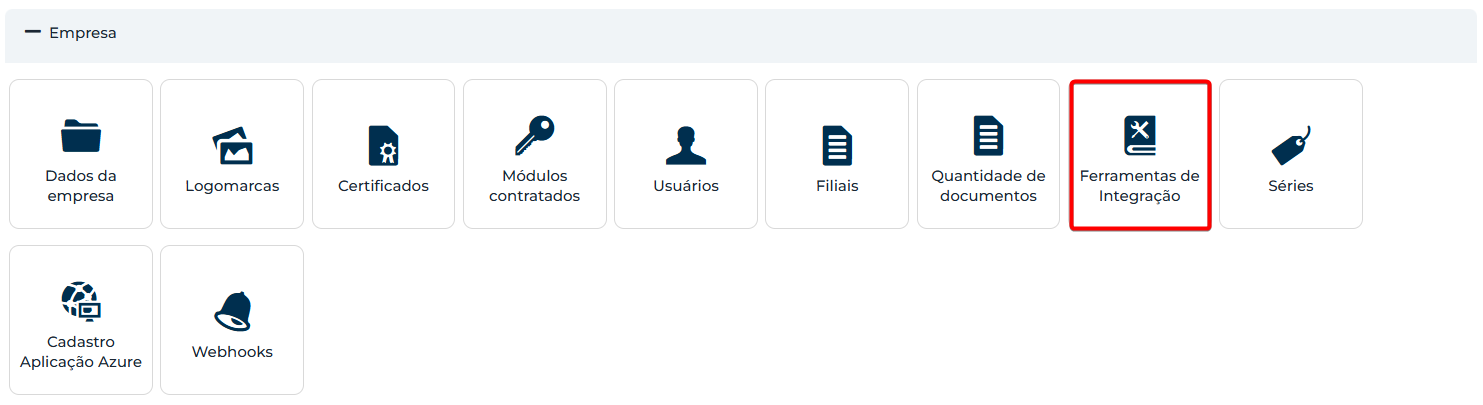 Empresa
Dados da
empresa
Logomarcas
Certificados
Módulos
contratados
Usuários
Filiais
Quantidade de
documentos
Ferramentas de
Integração
Séries
Cadastro
Aplicação Azure
Webhooks